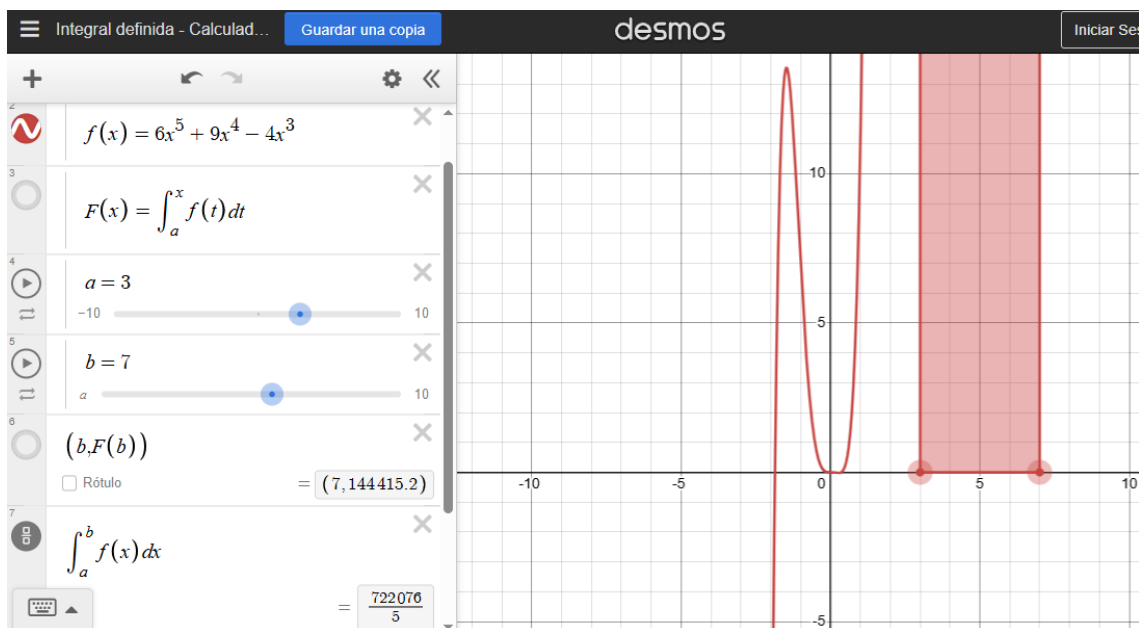 Integral definida - Calculad...
Guardar una copia
desmos
Iniciar Ses
2
f(x) = 6x^5 + 9x^4 - 4x^3
3
F(x) = ∫_a^x f(t) dt
4
a = 3
-10
10
5
b = 7
a
10
6
(b,F(b))
Rótulo
= (7,144415.2)
7
∫_a^b f(x) dx
= 722076/5
10
5
-10
-5
0
5
10
-5